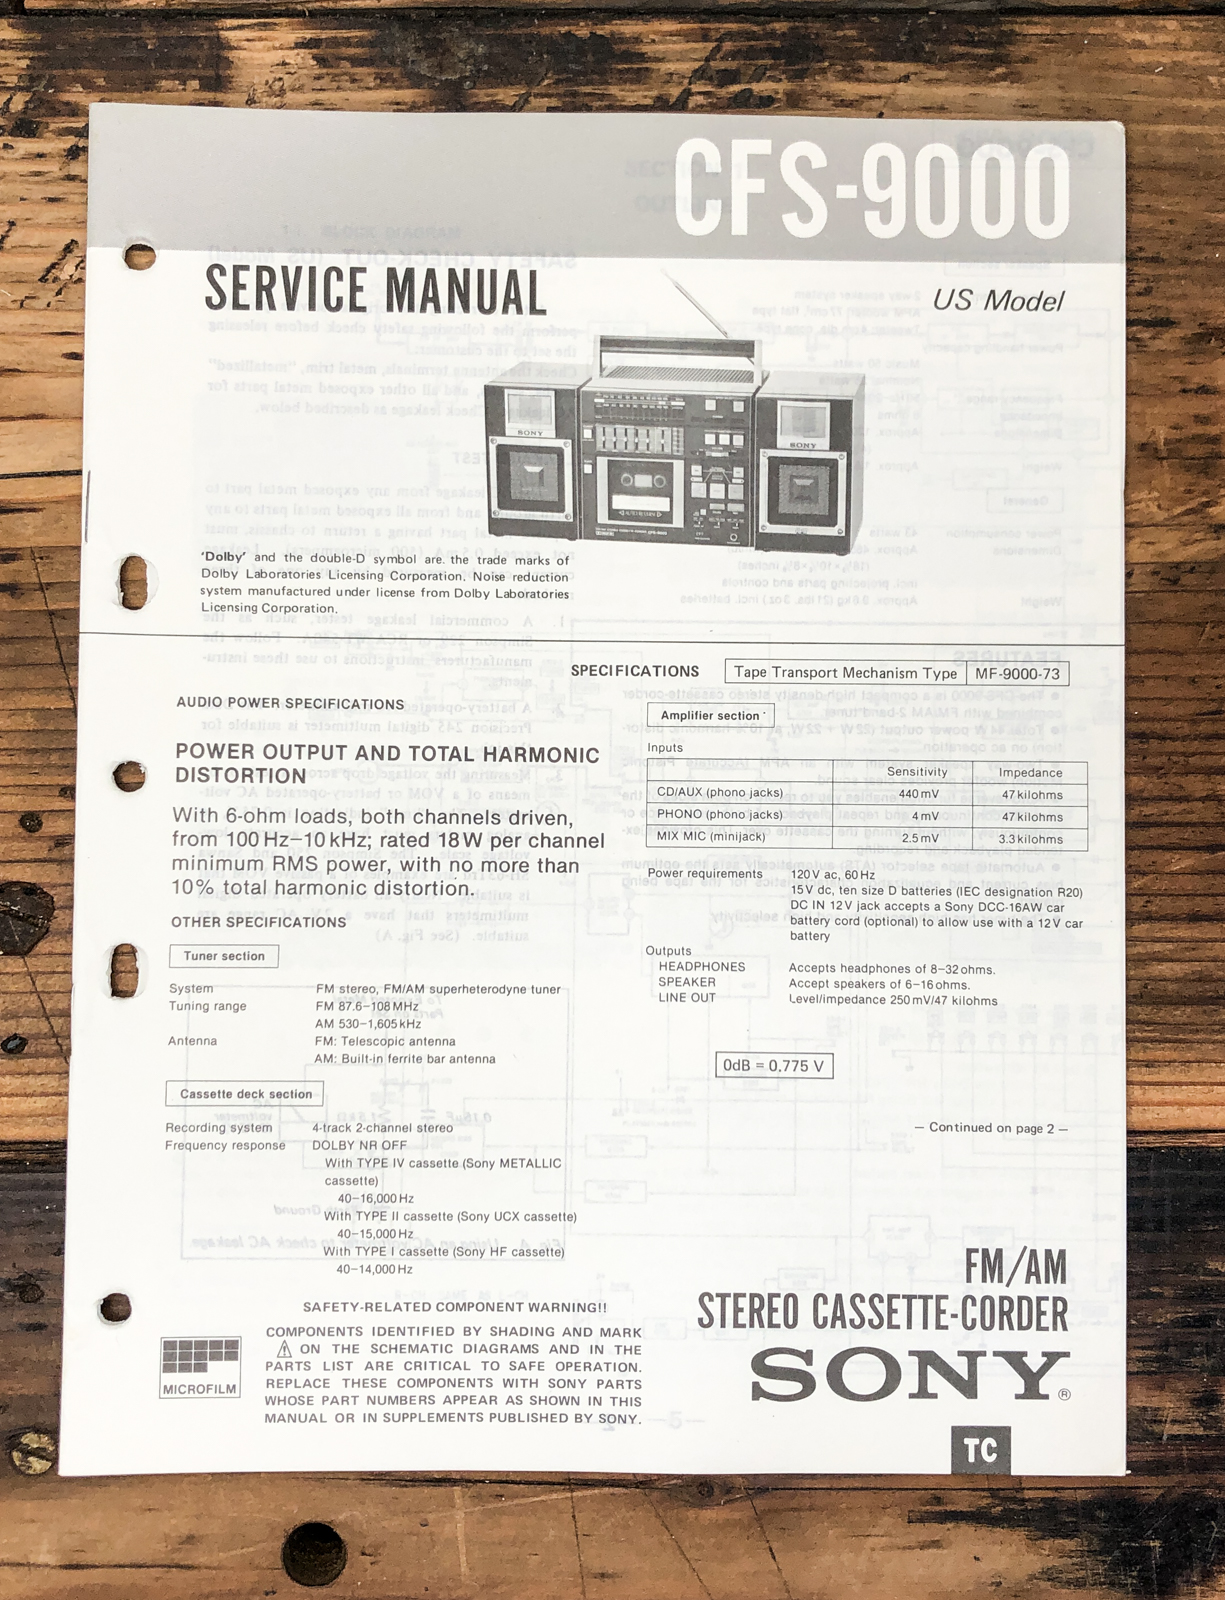 CFS-9000
SERVICE MANUAL
US Model
SONY
SONY
'Dolby' and the double-D symbol are. the trade marks of
Dolby Laboratories Licensing Corporation. Noise reduction
system manufactured under license from Dolby Laboratories
Licensing Corporation.
SPECIFICATIONS
Tape Transport Mechanism Type MF-9000-73
AUDIO POWER SPECIFICATIONS
POWER OUTPUT AND TOTAL HARMONIC
DISTORTION
With 6-ohm loads, both channels driven,
from 100 Hz–10 kHz; rated 18 W per channel
minimum RMS power, with no more than
10% total harmonic distortion.
OTHER SPECIFICATIONS
Tuner section
System FM stereo, FM/AM superheterodyne tuner
Tuning range FM 87.6–108 MHz
AM 530–1,605 kHz
Antenna FM: Telescopic antenna
AM: Built-in ferrite bar antenna
Cassette deck section
Recording system 4-track 2-channel stereo
Frequency response DOLBY NR OFF
With TYPE IV cassette (Sony METALLIC
cassette)
40–16,000 Hz
With TYPE II cassette (Sony UCX cassette)
40–15,000 Hz
With TYPE I cassette (Sony HF cassette)
40–14,000 Hz
Amplifier section
Inputs
Sensitivity Impedance
CD/AUX (phono jacks) 440 mV 47 kilohms
PHONO (phono jacks) 4 mV 47 kilohms
MIX MIC (minijack) 2.5 mV 3.3 kilohms
Power requirements 120 V ac, 60 Hz
15 V dc, ten size D batteries (IEC designation R20)
DC IN 12 V jack accepts a Sony DCC-16AW car
battery cord (optional) to allow use with a 12 V car
battery
Outputs
HEADPHONES Accepts headphones of 8–32 ohms.
SPEAKER Accept speakers of 6–16 ohms.
LINE OUT Level/impedance 250 mV/47 kilohms
0dB = 0.775 V
— Continued on page 2 —
SAFETY-RELATED COMPONENT WARNING!!
COMPONENTS IDENTIFIED BY SHADING AND MARK
⚠ ON THE SCHEMATIC DIAGRAMS AND IN THE
PARTS LIST ARE CRITICAL TO SAFE OPERATION.
REPLACE THESE COMPONENTS WITH SONY PARTS
WHOSE PART NUMBERS APPEAR AS SHOWN IN THIS
MANUAL OR IN SUPPLEMENTS PUBLISHED BY SONY.
MICROFILM
FM/AM
STEREO CASSETTE-CORDER
SONY®
TC